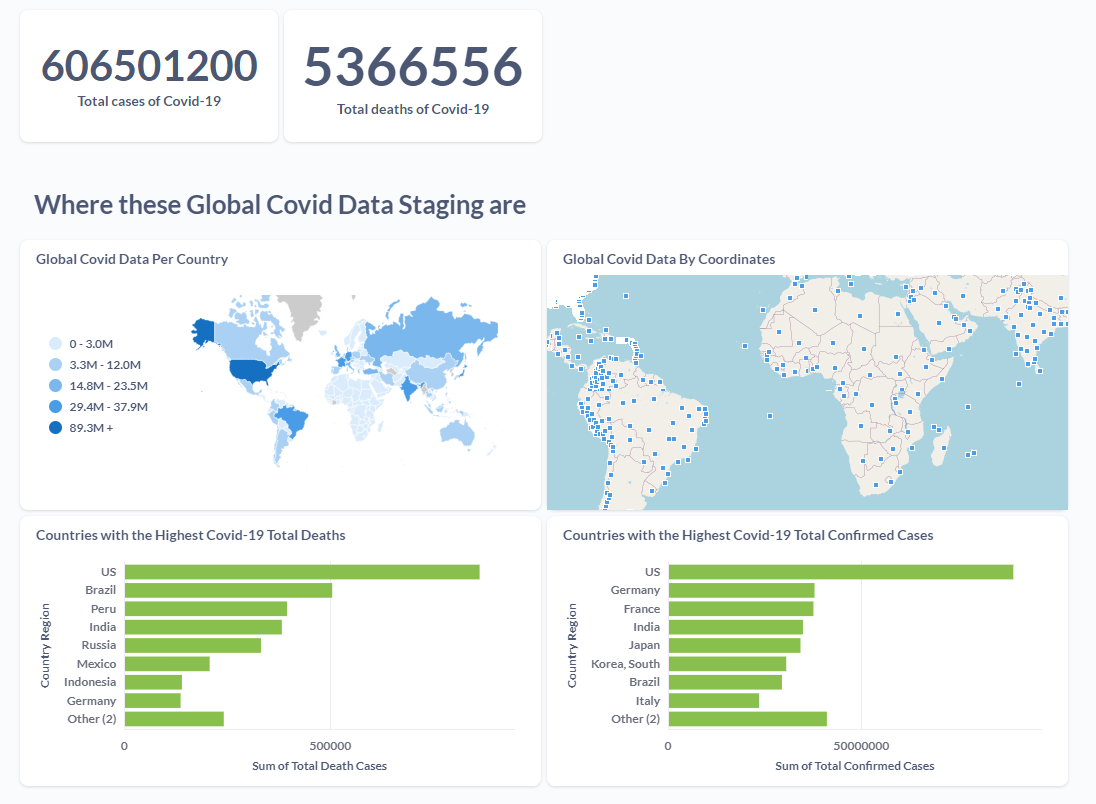 606501200
Total cases of Covid-19
5366556
Total deaths of Covid-19
Where these Global Covid Data Staging are
Global Covid Data Per Country
0 - 3.0M
3.3M - 12.0M
14.8M - 23.5M
29.4M - 37.9M
89.3M +
Global Covid Data By Coordinates
Countries with the Highest Covid-19 Total Deaths
Country Region
US
Brazil
Peru
India
Russia
Mexico
Indonesia
Germany
Other (2)
0
500000
Sum of Total Death Cases
Countries with the Highest Covid-19 Total Confirmed Cases
Country Region
US
Germany
France
India
Japan
Korea, South
Brazil
Italy
Other (2)
0
50000000
Sum of Total Confirmed Cases